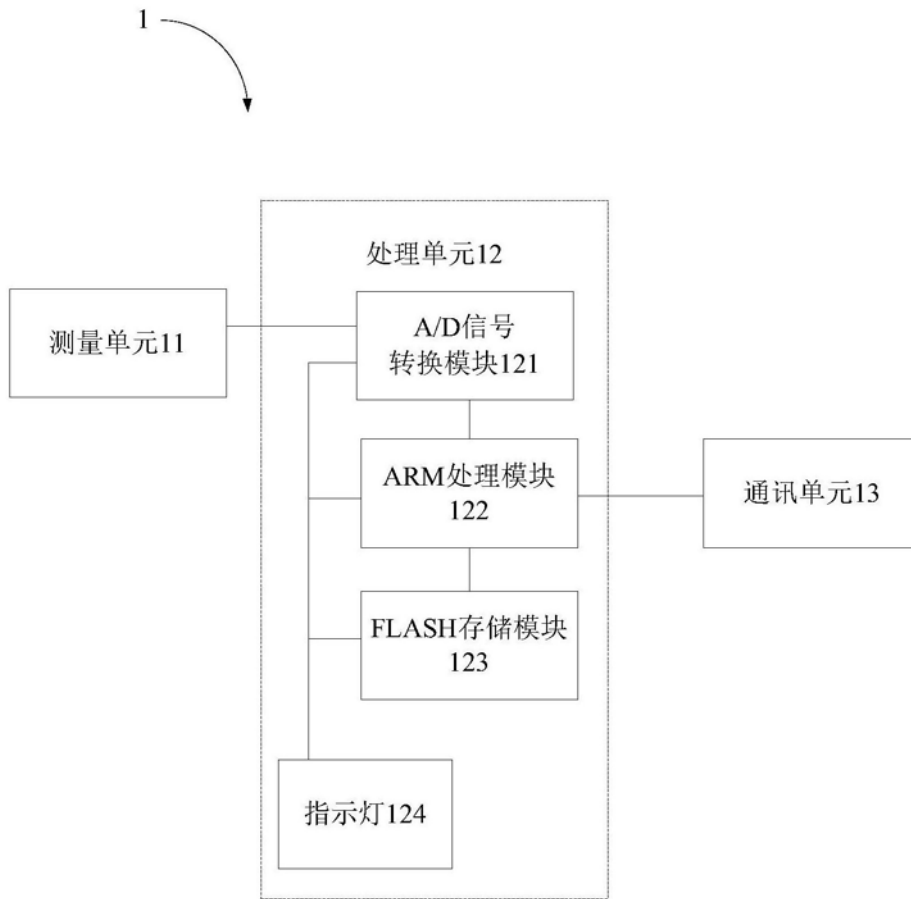 1
处理单元12
测量单元11
A/D信号
转换模块121
ARM处理模块
122
通讯单元13
FLASH存储模块
123
指示灯124